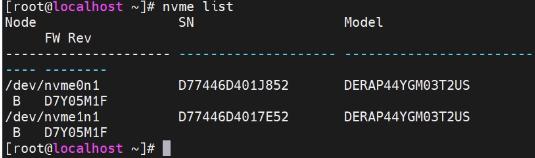 [root@localhost ~]# nvme list
Node SN Model
FW Rev
--------------------- -------------------- ------------------------
---- --------
/dev/nvme0n1 D77446D401J852 DERAP44YGM03T2US
B D7Y05M1F
/dev/nvme1n1 D77446D4017E52 DERAP44YGM03T2US
B D7Y05M1F
[root@localhost ~]#